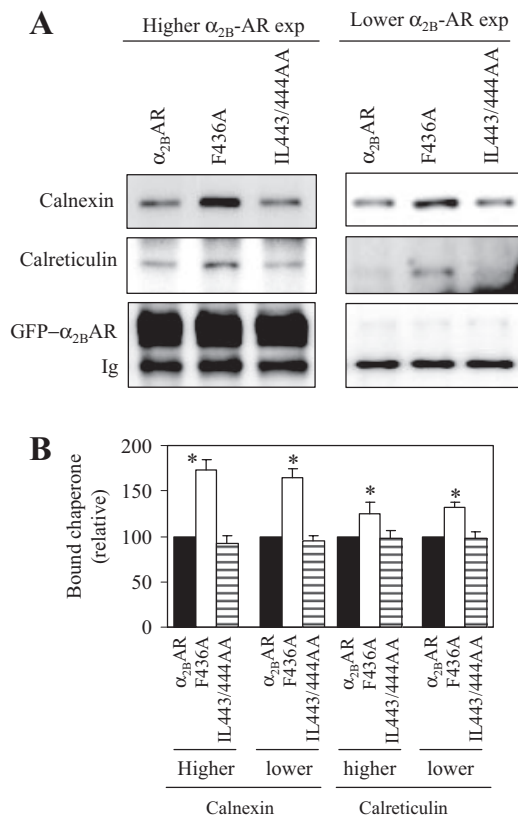 A
Higher α2B-AR exp
Lower α2B-AR exp
α2BAR
F436A
IL443/444AA
α2BAR
F436A
IL443/444AA
Calnexin
Calreticulin
GFP–α2BAR
Ig
B
Bound chaperone
(relative)
200
150
100
50
0
*
*
*
*
α2BAR
F436A
IL443/444AA
α2BAR
F436A
IL443/444AA
α2BAR
F436A
IL443/444AA
α2BAR
F436A
IL443/444AA
Higher
lower
higher
lower
Calnexin
Calreticulin